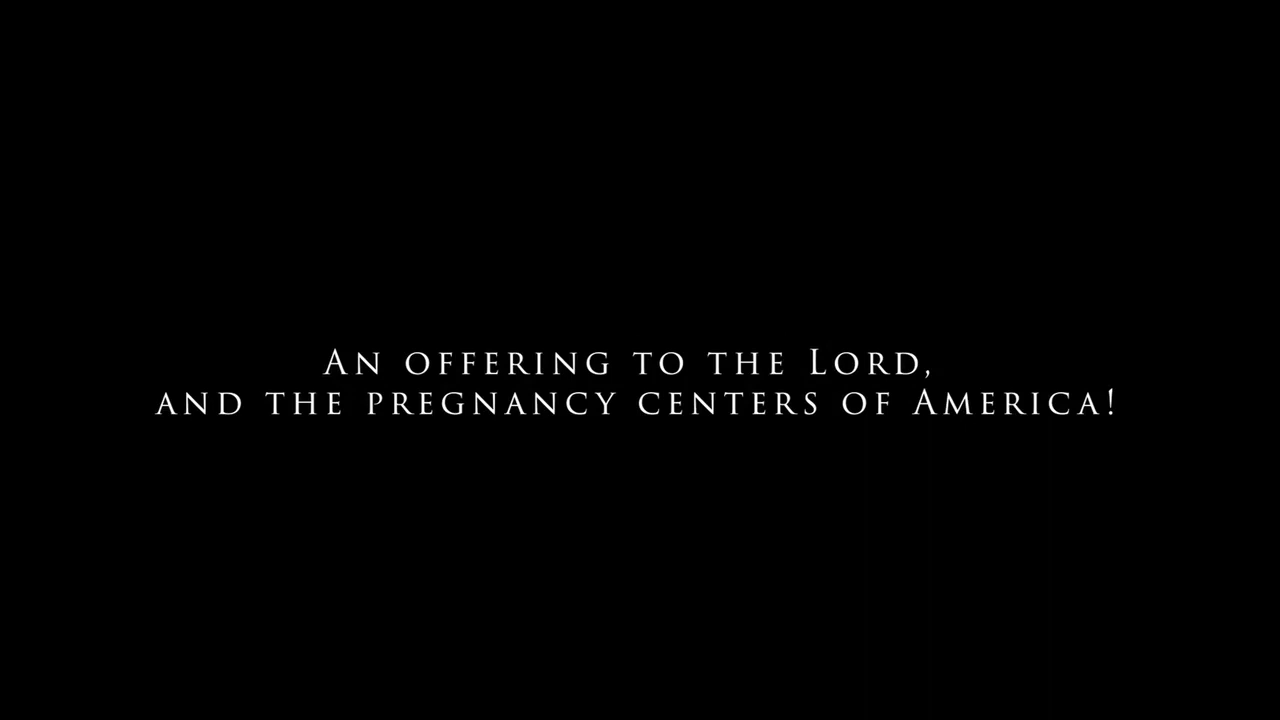 An offering to the Lord,
and the pregnancy centers of America!